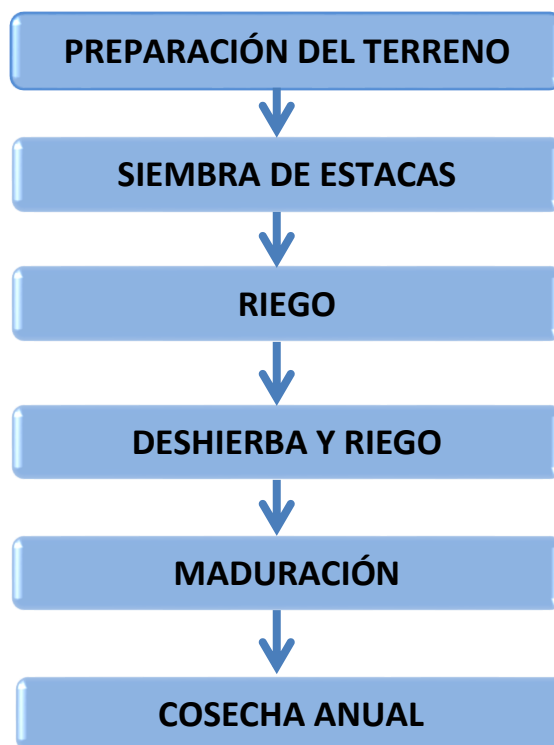 PREPARACIÓN DEL TERRENO
SIEMBRA DE ESTACAS
RIEGO
DESHIERBA Y RIEGO
MADURACIÓN
COSECHA ANUAL